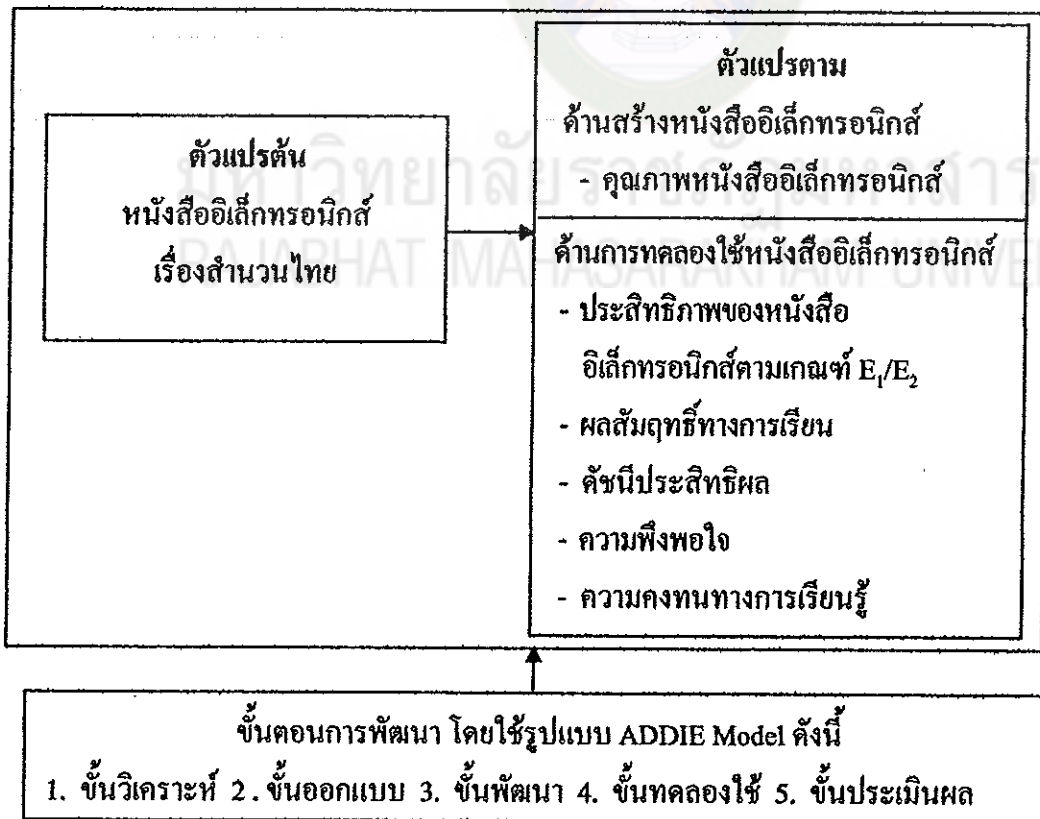 ตัวแปรต้น
หนังสืออิเล็กทรอนิกส์
เรื่องสำนวนไทย
ตัวแปรตาม
ด้านสร้างหนังสืออิเล็กทรอนิกส์
- คุณภาพหนังสืออิเล็กทรอนิกส์
ด้านการทดลองใช้หนังสืออิเล็กทรอนิกส์
- ประสิทธิภาพของหนังสือ
อิเล็กทรอนิกส์ตามเกณฑ์ E₁/E₂
- ผลสัมฤทธิ์ทางการเรียน
- ดัชนีประสิทธิผล
- ความพึงพอใจ
- ความคงทนทางการเรียนรู้
ขั้นตอนการพัฒนา โดยใช้รูปแบบ ADDIE Model ดังนี้
1. ขั้นวิเคราะห์ 2. ขั้นออกแบบ 3. ขั้นพัฒนา 4. ขั้นทดลองใช้ 5. ขั้นประเมินผล